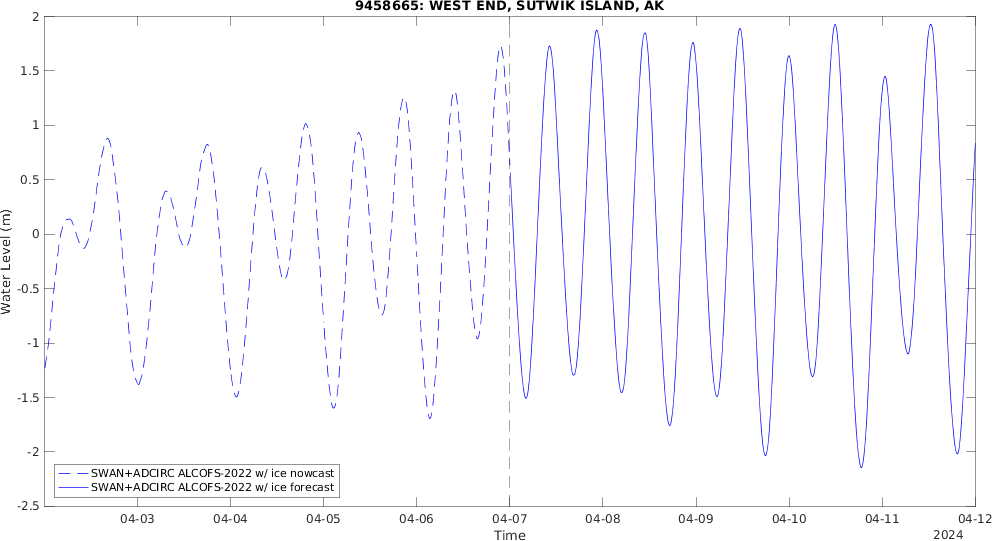 9458665: WEST END, SUTWIK ISLAND, AK
2
1.5
1
0.5
0
-0.5
-1
-1.5
-2
-2.5
Water Level (m)
SWAN+ADCIRC ALCOFS-2022 w/ ice nowcast
SWAN+ADCIRC ALCOFS-2022 w/ ice forecast
04-03 04-04 04-05 04-06 04-07 04-08 04-09 04-10 04-11 04-12
Time
2024